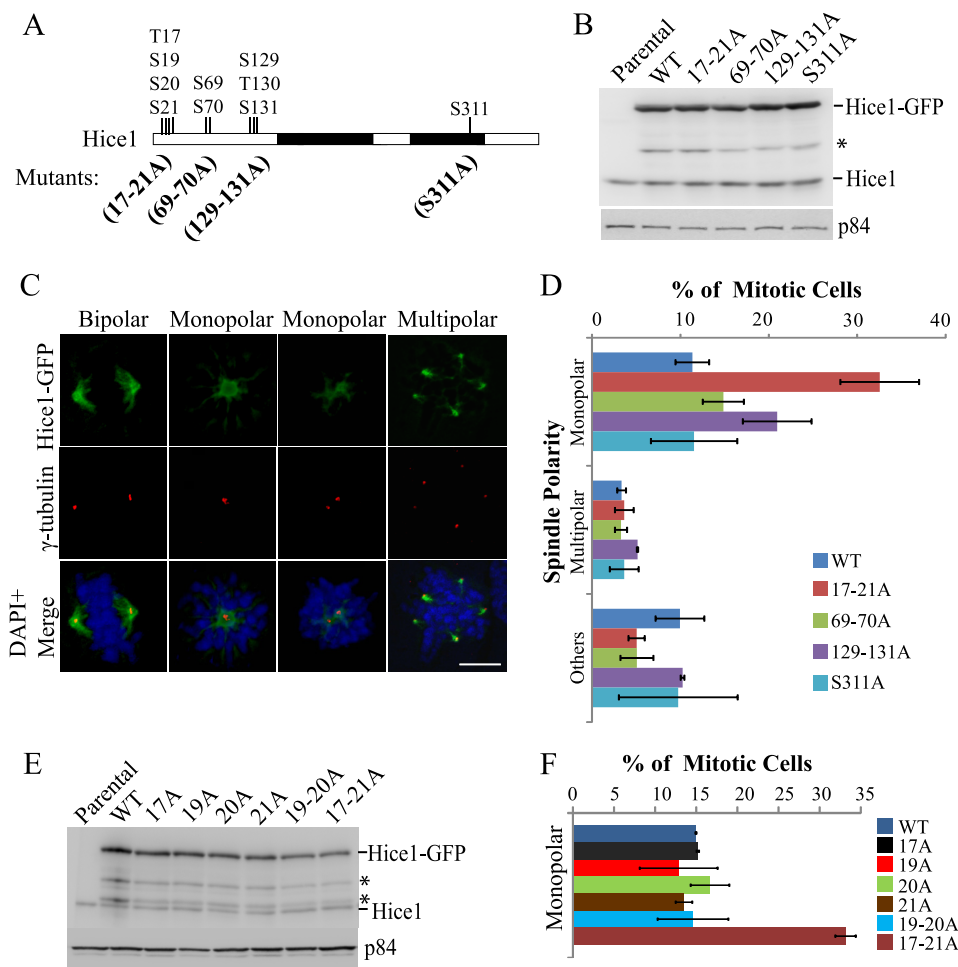 A
T17
S19
S20
S21
S69
S70
S129
T130
S131
S311
Hice1
Mutants:
(17-21A)
(69-70A)
(129-131A)
(S311A)
B
Parental
WT
17-21A
69-70A
129-131A
S311A
Hice1-GFP
*
Hice1
p84
C
Bipolar
Monopolar
Monopolar
Multipolar
Hice1-GFP
γ-tubulin
DAPI+
Merge
D
% of Mitotic Cells
0
10
20
30
40
Spindle Polarity
Monopolar
Multipolar
Others
WT
17-21A
69-70A
129-131A
S311A
E
Parental
WT
17A
19A
20A
21A
19-20A
17-21A
Hice1-GFP
*
*
Hice1
p84
F
% of Mitotic Cells
0
5
10
15
20
25
30
35
Monopolar
WT
17A
19A
20A
21A
19-20A
17-21A